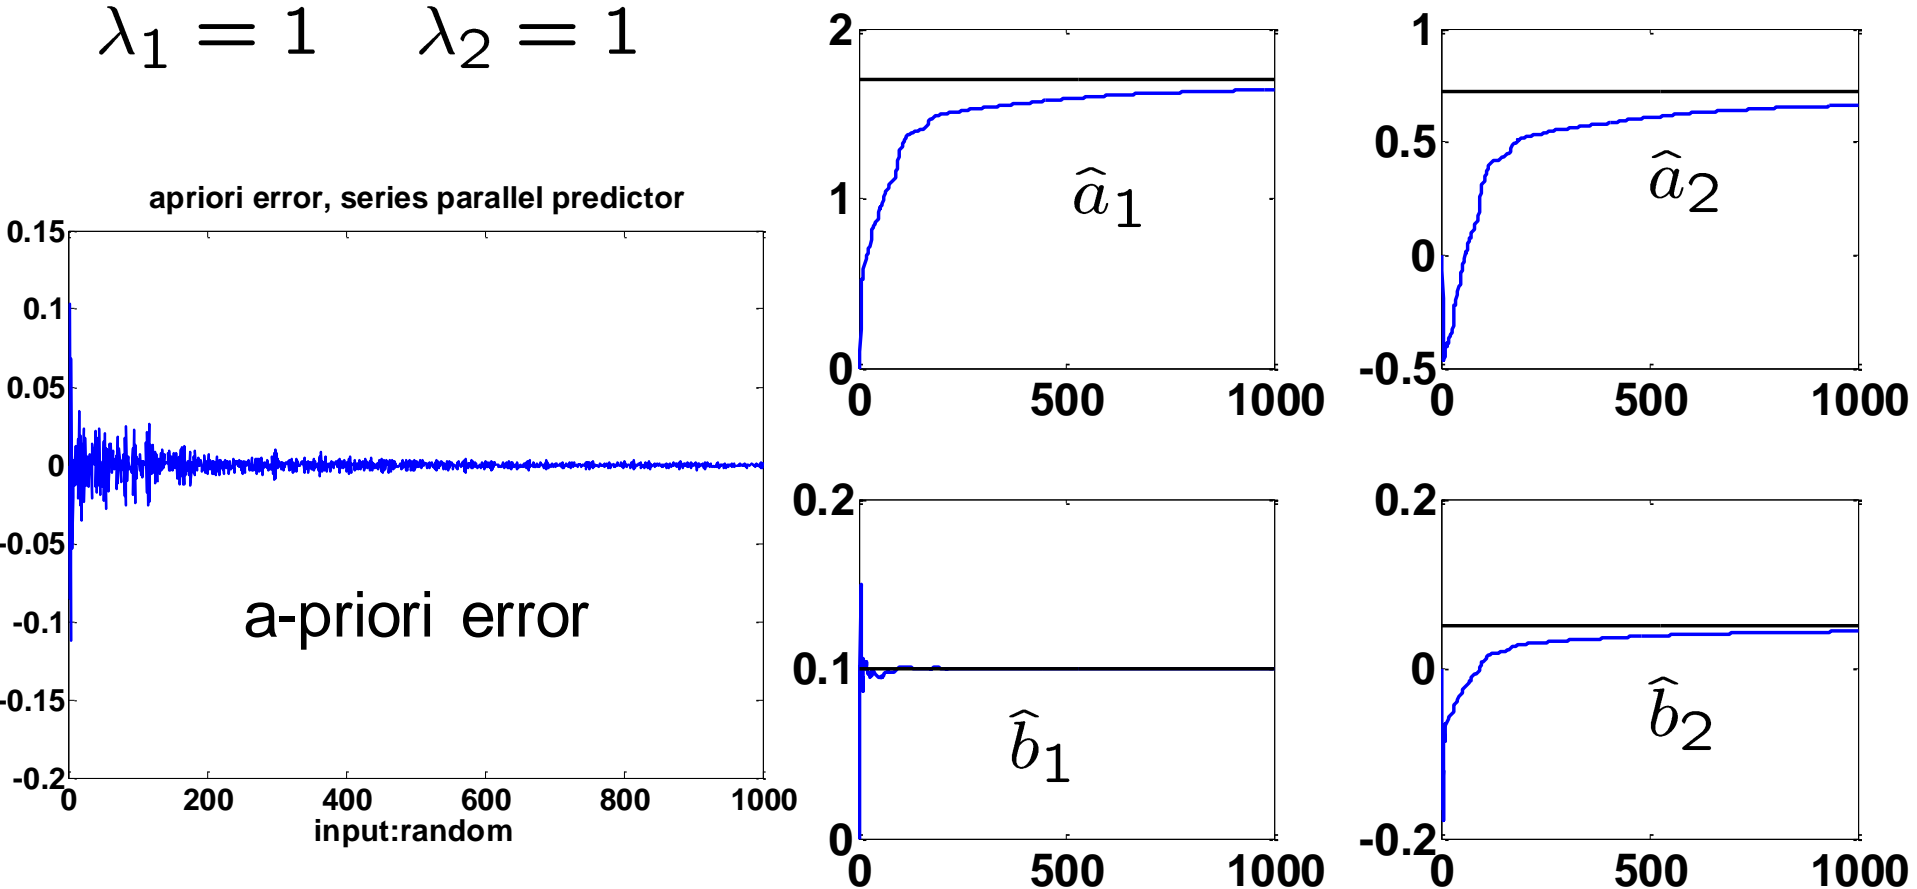 λ₁ = 1 λ₂ = 1
apriori error, series parallel predictor
0.15
0.1
0.05
0
-0.05
-0.1
-0.15
-0.2
0 200 400 600 800 1000
input:random
a-priori error
2
1
0
0 500 1000
â₁
1
0.5
0
-0.5
0 500 1000
â₂
0.2
0.1
0
0 500 1000
b̂₁
0.2
0
-0.2
0 500 1000
b̂₂